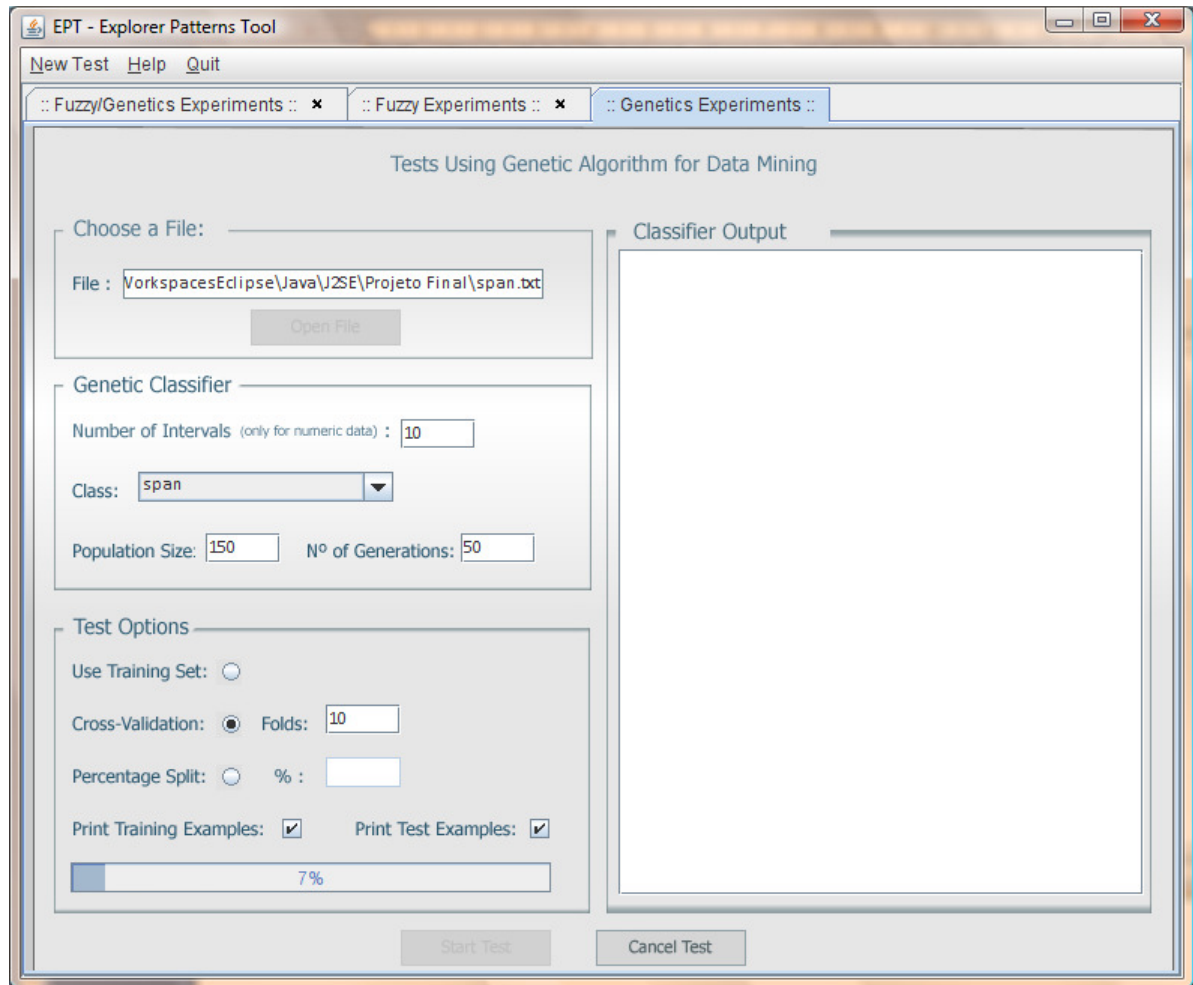 EPT - Explorer Patterns Tool
New Test Help Quit
:: Fuzzy/Genetics Experiments :: :: Fuzzy Experiments :: :: Genetics Experiments ::
Tests Using Genetic Algorithm for Data Mining
Choose a File:
File : VorkspacesEclipse\Java\J2SE\Projeto Final\span.txt
Open File
Genetic Classifier
Number of Intervals (only for numeric data) : 10
Class: span
Population Size: 150 Nº of Generations: 50
Test Options
Use Training Set:
Cross-Validation: Folds: 10
Percentage Split: % :
Print Training Examples: Print Test Examples:
7%
Classifier Output
Start Test Cancel Test